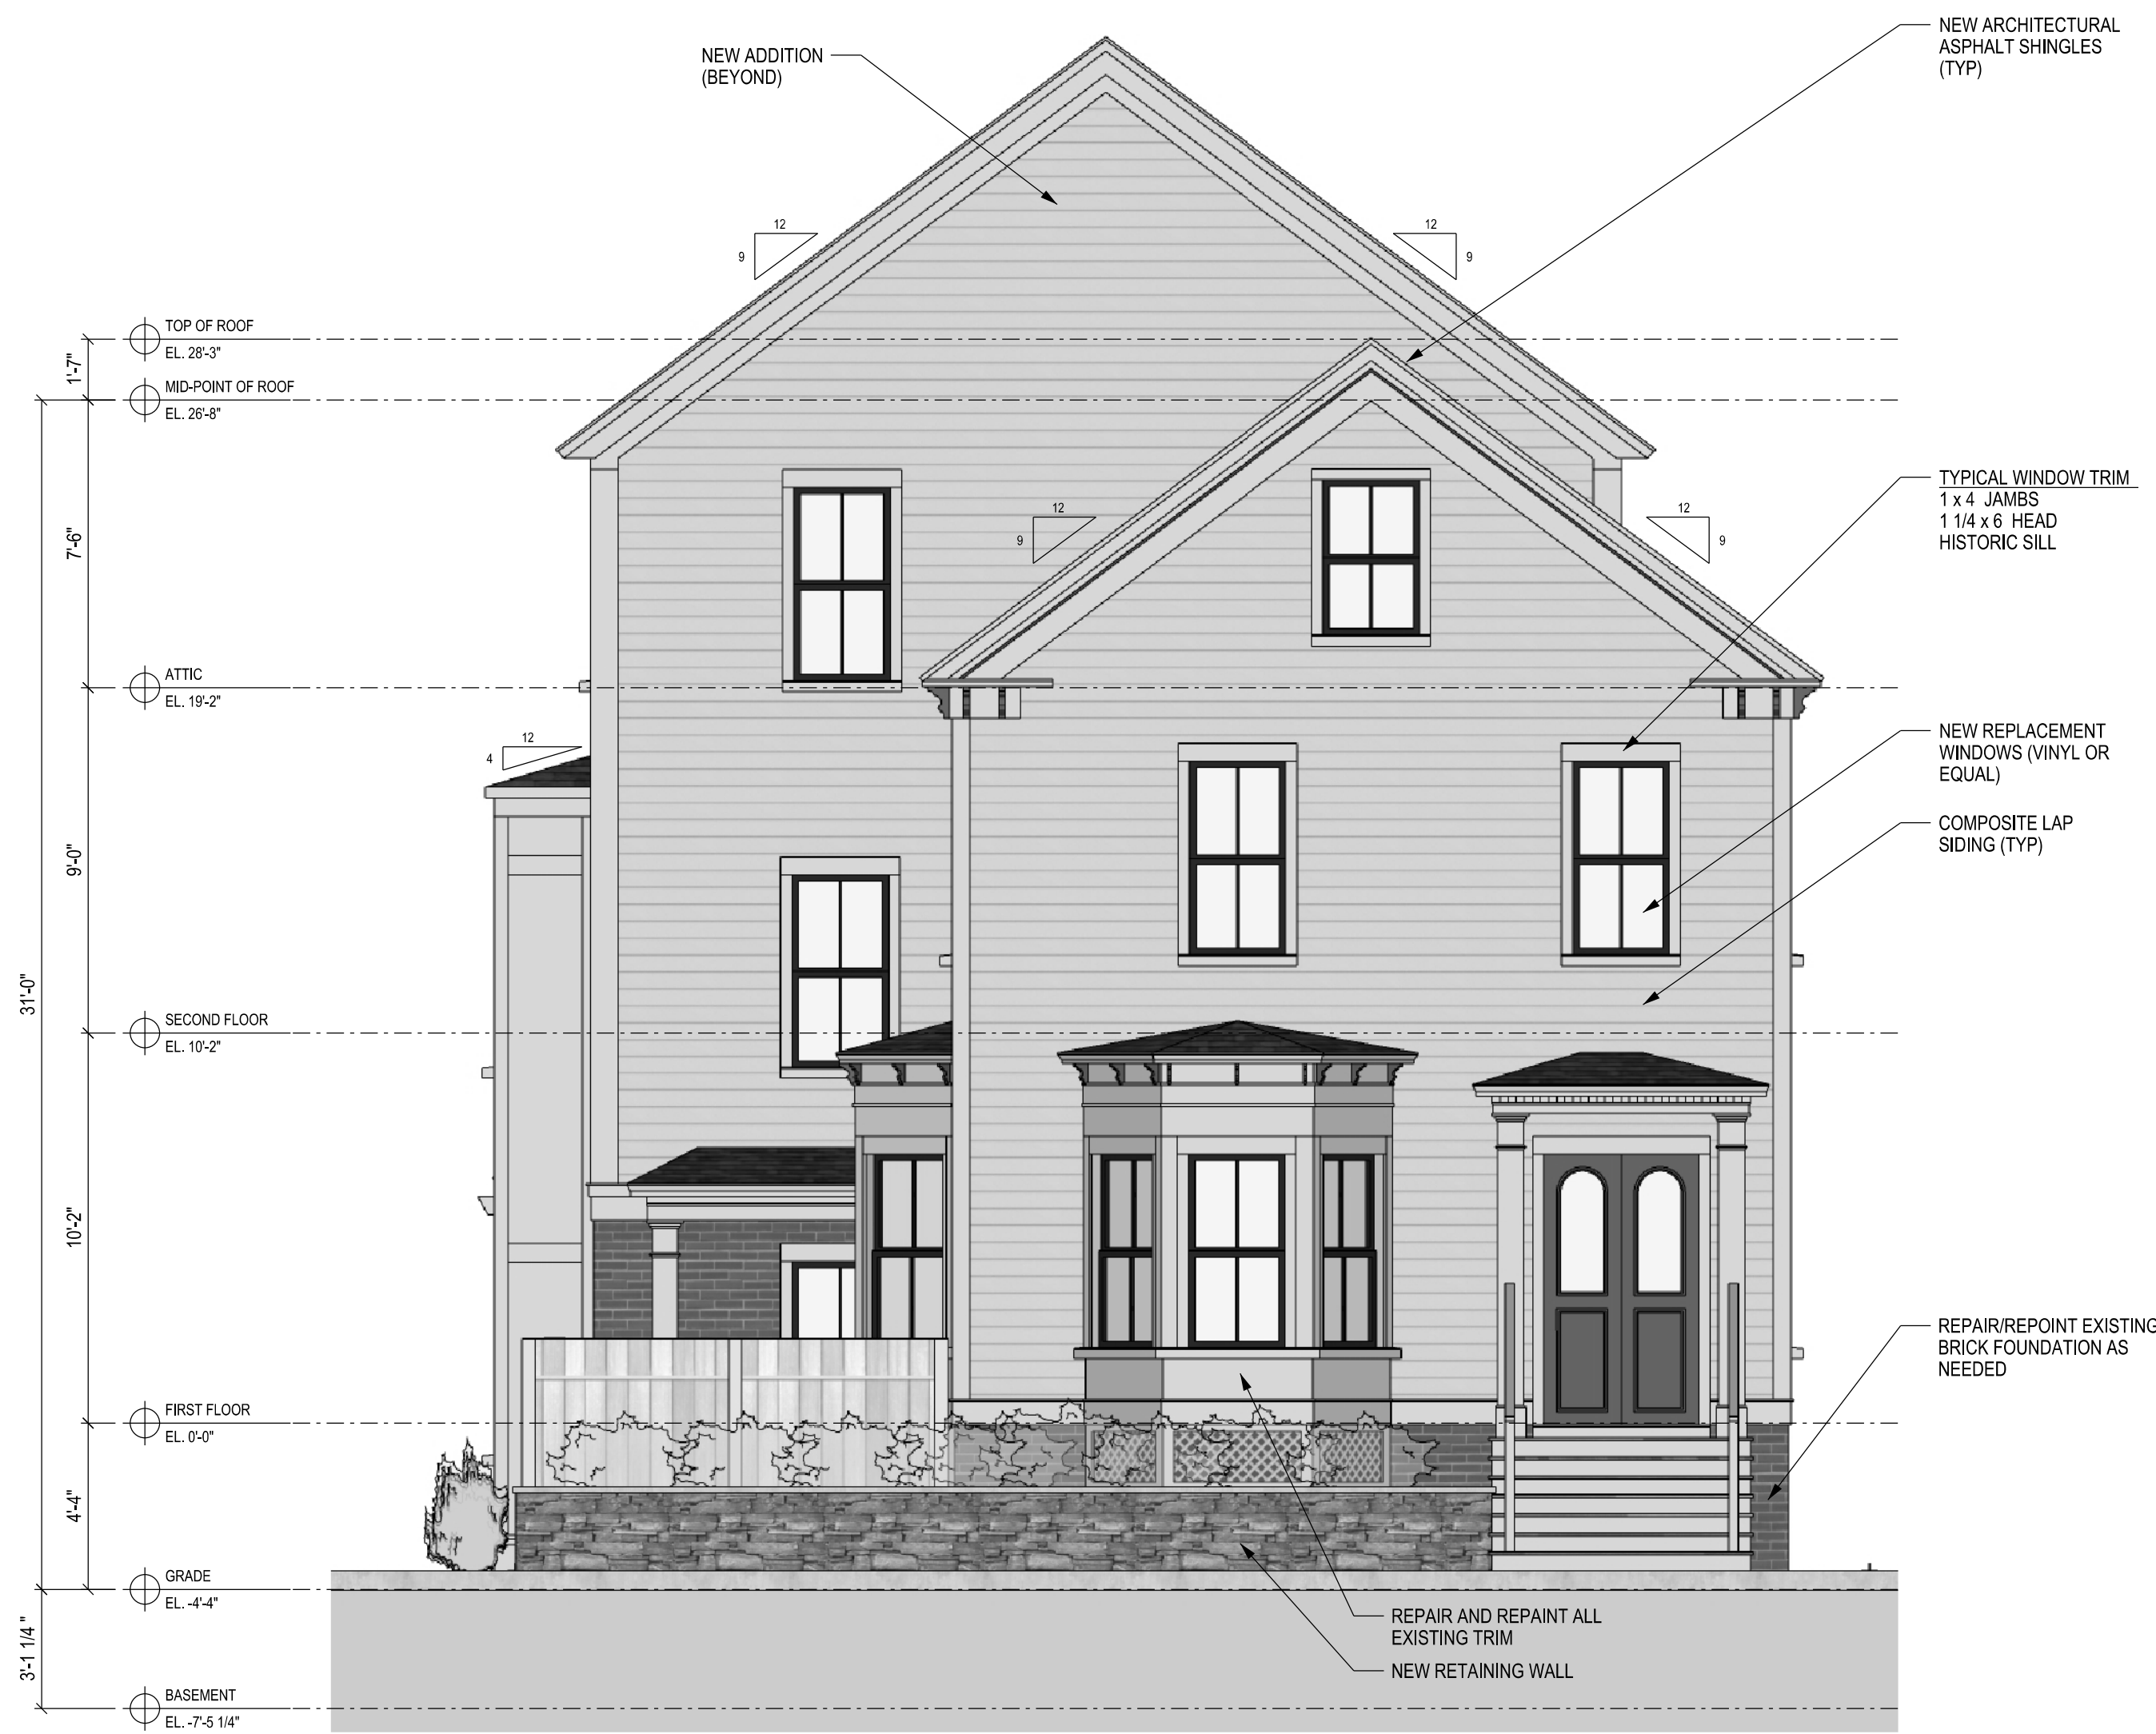 NEW ADDITION
(BEYOND)
NEW ARCHITECTURAL
ASPHALT SHINGLES
(TYP)
12
9
12
9
TOP OF ROOF
EL. 28'-3"
1'-7"
MID-POINT OF ROOF
EL. 26'-8"
TYPICAL WINDOW TRIM
1 x 4 JAMBS
1 1/4 x 6 HEAD
HISTORIC SILL
12
9
12
9
7'-6"
ATTIC
EL. 19'-2"
12
4
NEW REPLACEMENT
WINDOWS (VINYL OR
EQUAL)
COMPOSITE LAP
SIDING (TYP)
9'-0"
31'-0"
SECOND FLOOR
EL. 10'-2"
10'-2"
REPAIR/REPOINT EXISTING
BRICK FOUNDATION AS
NEEDED
FIRST FLOOR
EL. 0'-0"
4'-4"
GRADE
EL. -4'-4"
REPAIR AND REPAINT ALL
EXISTING TRIM
NEW RETAINING WALL
3'-1 1/4 "
BASEMENT
EL. -7'-5 1/4"